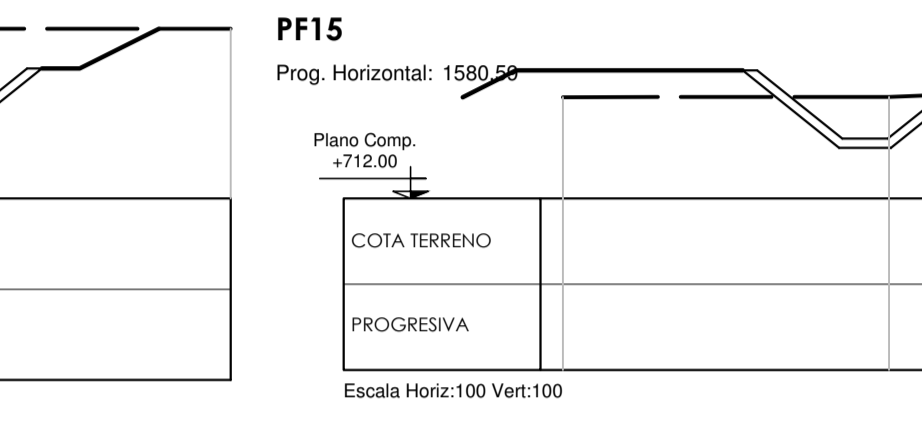 PF15
Prog. Horizontal: 1580.50
Plano Comp.
+712.00
COTA TERRENO
PROGRESIVA
Escala Horiz:100 Vert:100